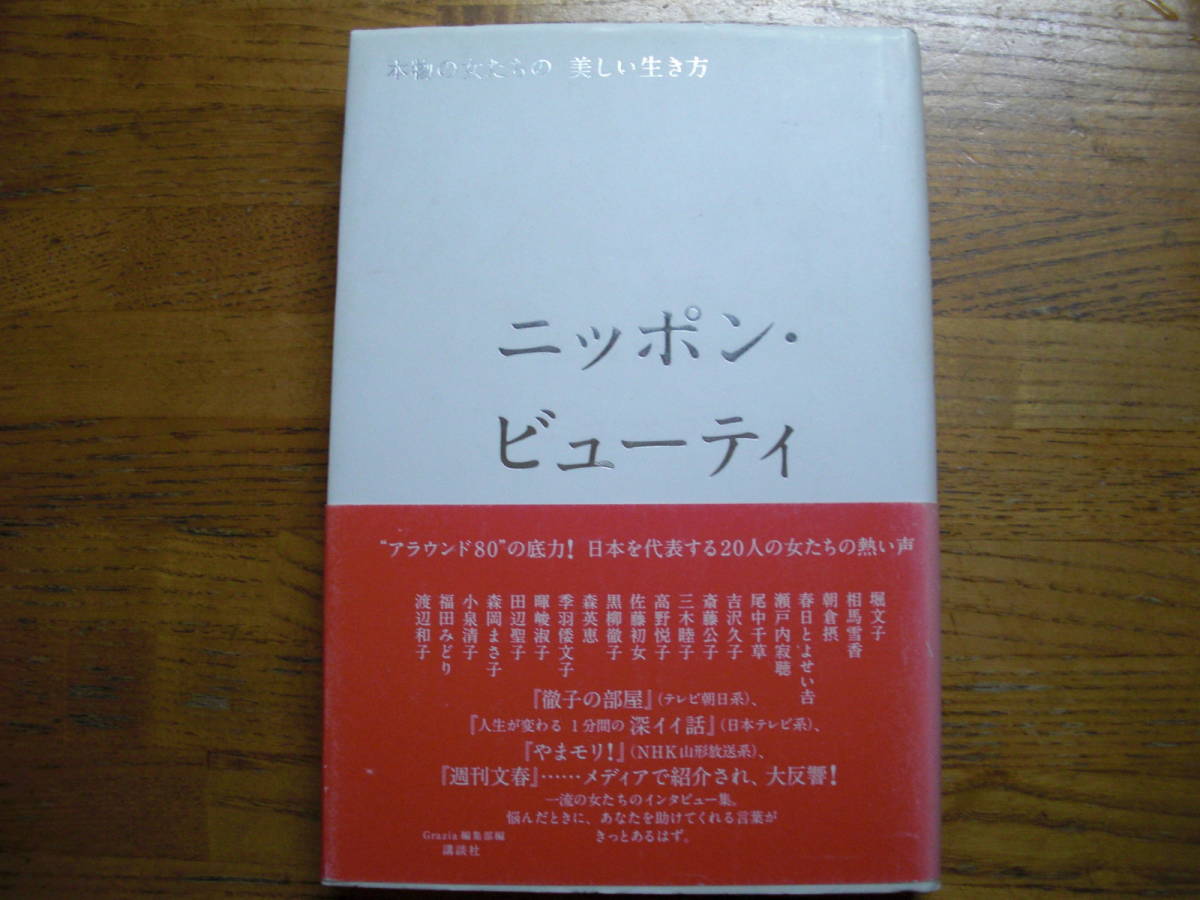 本物の女たちの 美しい生き方
ニッポン・
ビューティ
“アラウンド80”の底力! 日本を代表する20人の女たちの熱い声
堀文子
相馬雪香
朝倉摂
春日とよせい吉
瀬戸内寂聴
尾中千草
吉沢久子
斎藤公子
三木睦子
高野悦子
佐藤初女
黒柳徹子
森英恵
季羽倭文子
暉峻淑子
田辺聖子
森岡まさ子
小泉清子
福田みどり
渡辺和子
『徹子の部屋』(テレビ朝日系)、
『人生が変わる 1分間の 深イイ話』(日本テレビ系)、
『やまモリ!』(NHK山形放送系)、
『週刊文春』……メディアで紹介され、大反響!
一流の女たちのインタビュー集。
悩んだときに、あなたを助けてくれる言葉が
きっとあるはず。
Grazia編集部編
講談社